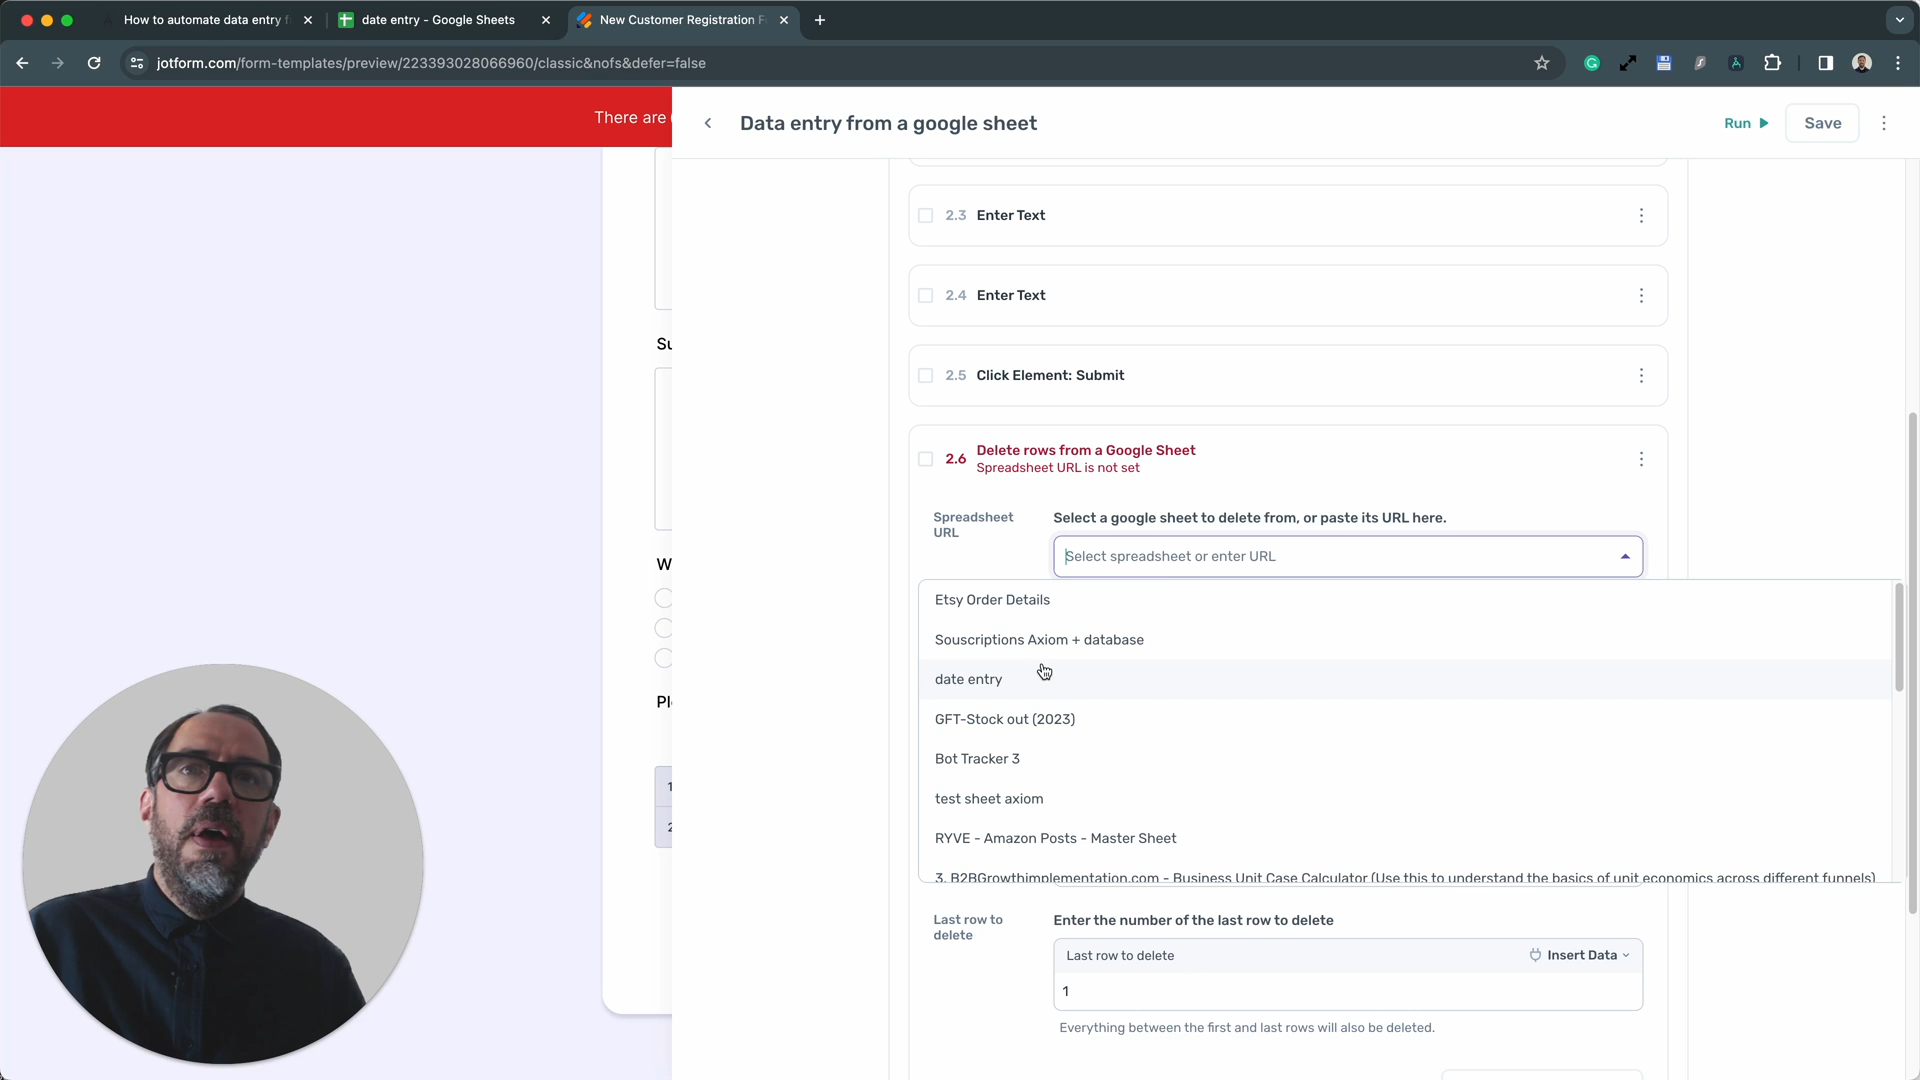 How to automate data entry f
date entry - Google Sheets
New Customer Registration F
jotform.com/form-templates/preview/223393028066960/classic&nofs&defer=false
There are
Data entry from a google sheet
Run
Save
2.3 Enter Text
2.4 Enter Text
2.5 Click Element: Submit
2.6 Delete rows from a Google Sheet
Spreadsheet URL is not set
Spreadsheet
URL
Select a google sheet to delete from, or paste its URL here.
Select spreadsheet or enter URL
Etsy Order Details
Souscriptions Axiom + database
date entry
GFT-Stock out (2023)
Bot Tracker 3
test sheet axiom
RYVE - Amazon Posts - Master Sheet
3. B2BGrowthimplementation.com - Business Unit Case Calculator (Use this to understand the basics of unit economics across different funnels)
Last row to
delete
Enter the number of the last row to delete
Last row to delete
Insert Data
1
Everything between the first and last rows will also be deleted.
Su
W
Pl
1
2